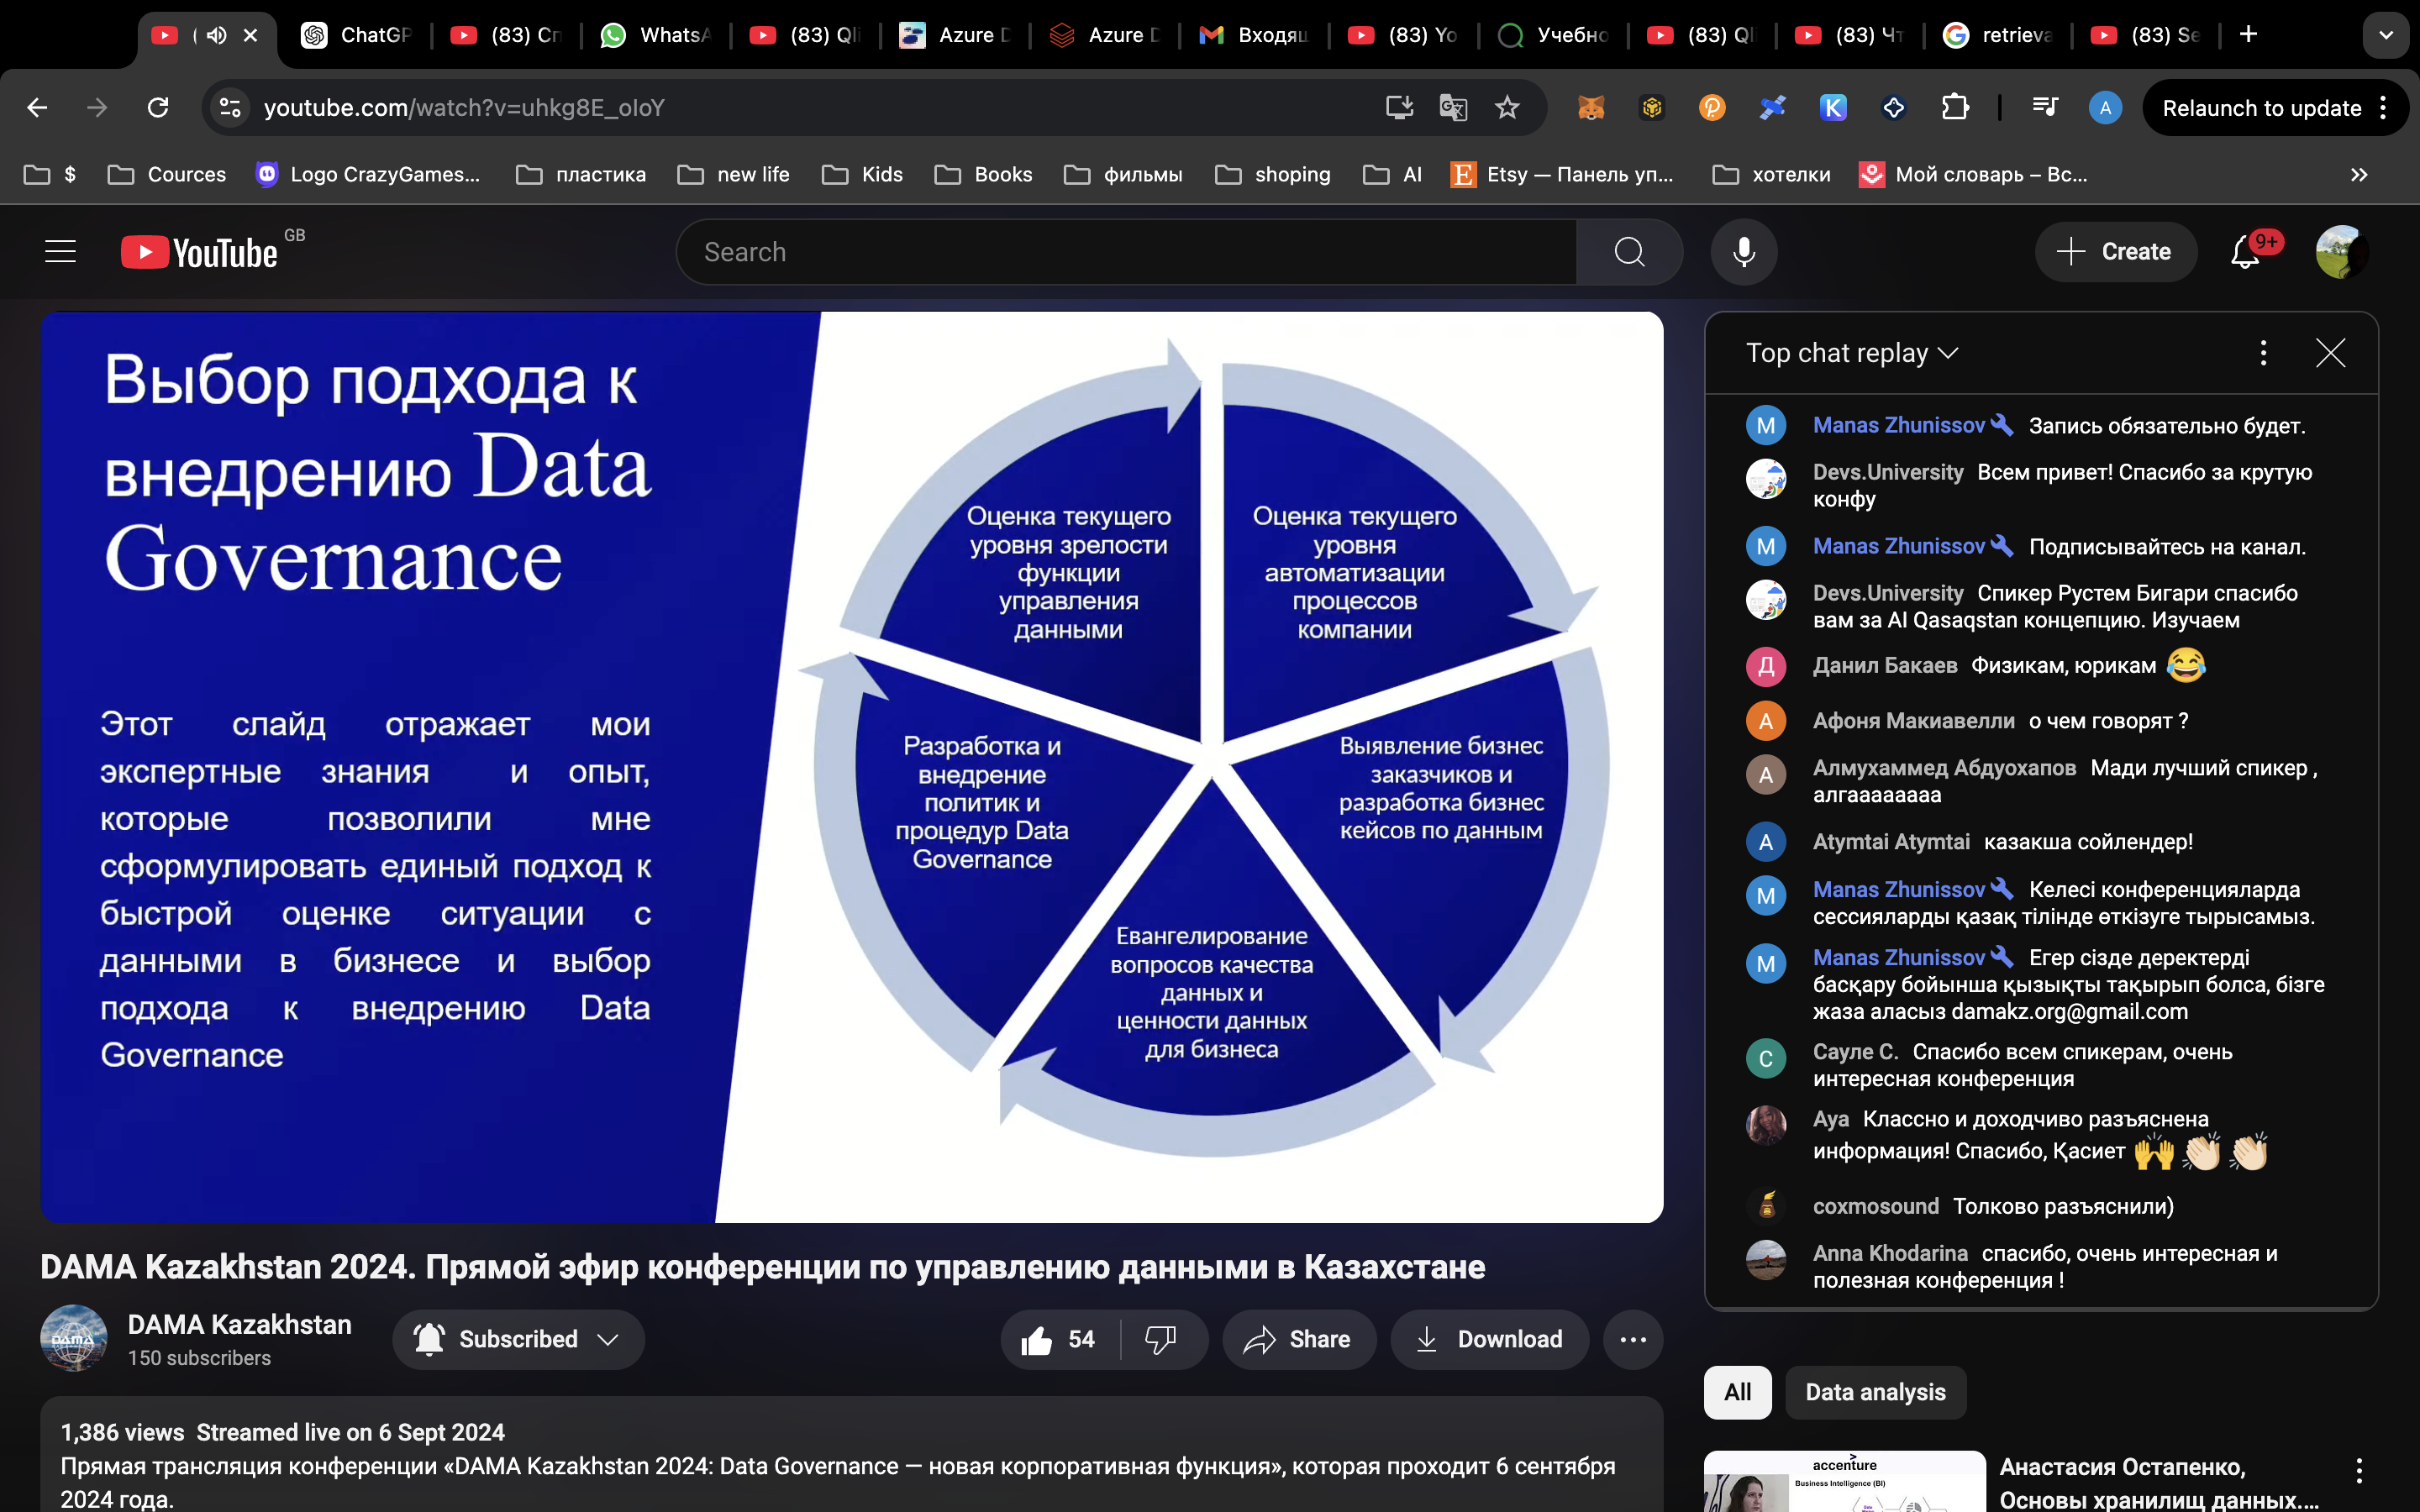 ChatGP
(83) Сп
WhatsA
(83) Qli
Azure D
Azure D
Входящ
(83) Yo
Учебно
(83) Ql
(83) Чт
retrieva
(83) Se
youtube.com/watch?v=uhkg8E_oIoY
A
Relaunch to update
$
Cources
Logo CrazyGames...
пластика
new life
Kids
Books
фильмы
shoping
AI
Etsy — Панель уп...
хотелки
Мой словарь – Вс...
YouTube GB
Search
Create
9+
Выбор подхода к
внедрению Data
Governance
Этот слайд отражает мои
экспертные знания и опыт,
которые позволили мне
сформулировать единый подход к
быстрой оценке ситуации с
данными в бизнесе и выбор
подхода к внедрению Data
Governance
Оценка текущего
уровня зрелости
функции
управления
данными
Оценка текущего
уровня
автоматизации
процессов
компании
Разработка и
внедрение
политик и
процедур Data
Governance
Выявление бизнес
заказчиков и
разработка бизнес
кейсов по данным
Евангелирование
вопросов качества
данных и
ценности данных
для бизнеса
Top chat replay
M Manas Zhunissov Запись обязательно будет.
Devs.University Всем привет! Спасибо за крутую
конфу
M Manas Zhunissov Подписывайтесь на канал.
Devs.University Спикер Рустем Бигари спасибо
вам за AI Qasaqstan концепцию. Изучаем
Д Данил Бакаев Физикам, юрикам 😂
А Афоня Макиавелли о чем говорят ?
А Алмухаммед Абдуохапов Мади лучший спикер ,
алгааааааaa
A Atymtai Atymtai казакша сойлендер!
M Manas Zhunissov Келесі конференцияларда
сессияларды қазақ тілінде өткізуге тырысамыз.
M Manas Zhunissov Егер сізде деректерді
басқару бойынша қызықты тақырып болса, бізге
жаза аласыз damakz.org@gmail.com
С Сауле С. Спасибо всем спикерам, очень
интересная конференция
Aya Классно и доходчиво разъяснена
информация! Спасибо, Қасиет 🙌👏🏻👏🏻
coxmosound Толково разъяснили)
Anna Khodarina спасибо, очень интересная и
полезная конференция !
DAMA Kazakhstan 2024. Прямой эфир конференции по управлению данными в Казахстане
DAMA
DAMA Kazakhstan
150 subscribers
Subscribed
54
Share
Download
1,386 views Streamed live on 6 Sept 2024
Прямая трансляция конференции «DAMA Kazakhstan 2024: Data Governance — новая корпоративная функция», которая проходит 6 сентября
2024 года.
All
Data analysis
accenture
Business Intelligence (BI)
Анастасия Остапенко,
Основы хранилищ данных....